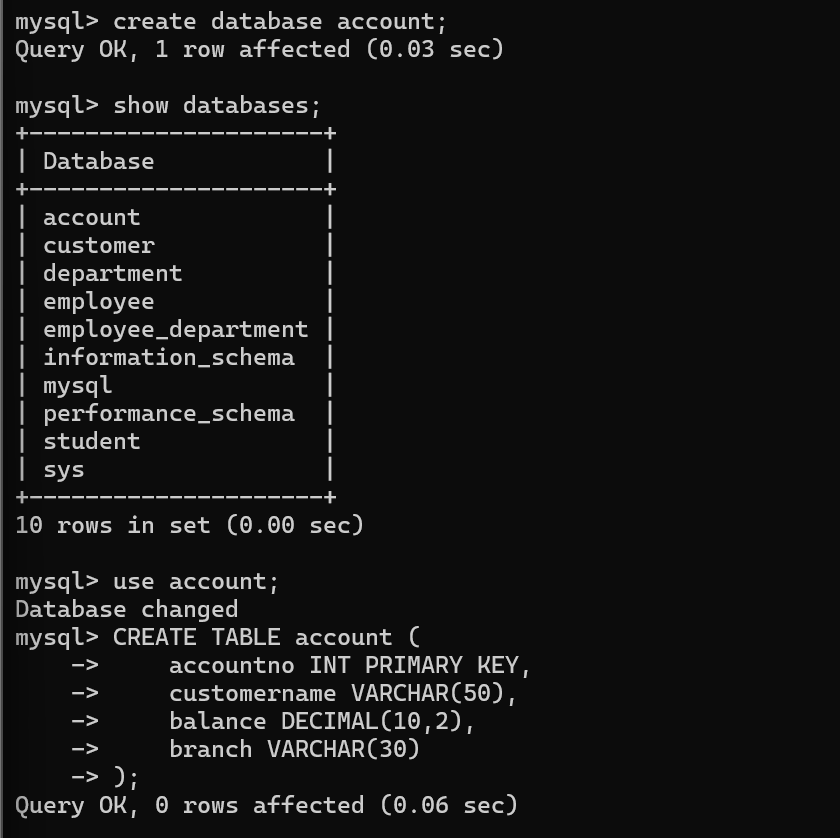 mysql> create database account;
Query OK, 1 row affected (0.03 sec)

mysql> show databases;
+--------------------+
| Database           |
+--------------------+
| account            |
| customer           |
| department         |
| employee           |
| employee_department |
| information_schema |
| mysql              |
| performance_schema |
| student            |
| sys                |
+--------------------+
10 rows in set (0.00 sec)

mysql> use account;
Database changed
mysql> CREATE TABLE account (
    ->     accountno INT PRIMARY KEY,
    ->     customername VARCHAR(50),
    ->     balance DECIMAL(10,2),
    ->     branch VARCHAR(30)
    -> );
Query OK, 0 rows affected (0.06 sec)